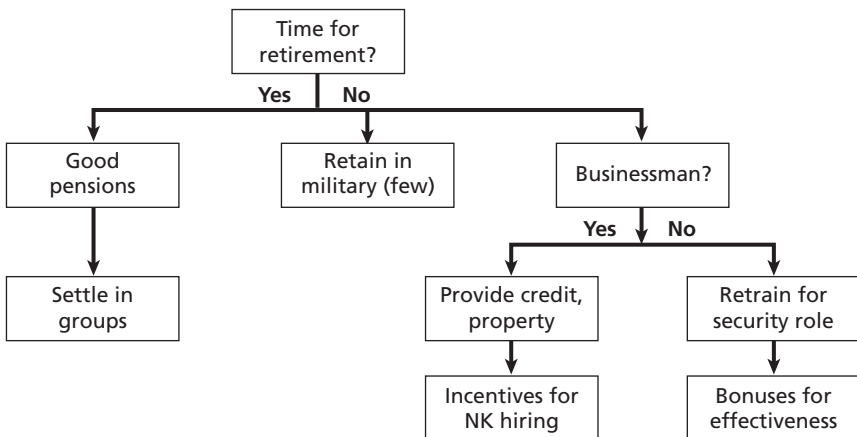 Time for
retirement?
Yes No
Good
pensions
Retain in
military (few)
Businessman?
Yes No
Settle in
groups
Provide credit,
property
Retrain for
security role
Incentives for
NK hiring
Bonuses for
effectiveness